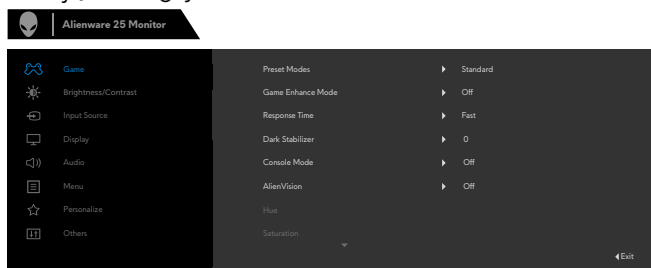 Alienware 25 Monitor
Game Preset Modes Standard
Brightness/Contrast Game Enhance Mode Off
Input Source Response Time Fast
Display Dark Stabilizer 0
Audio Console Mode Off
Menu AlienVision Off
Personalize Hue
Others Saturation
Exit